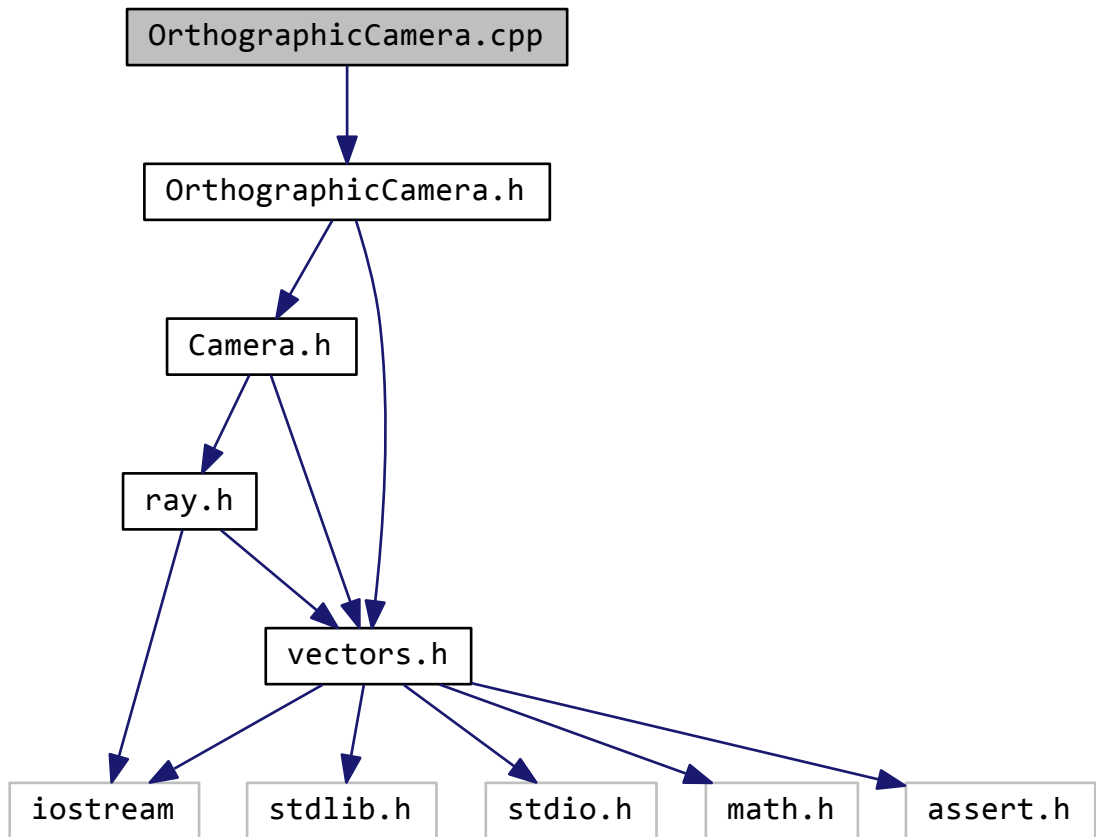 OrthographicCamera.cpp
OrthographicCamera.h
Camera.h
ray.h
vectors.h
iostream
stdlib.h
stdio.h
math.h
assert.h